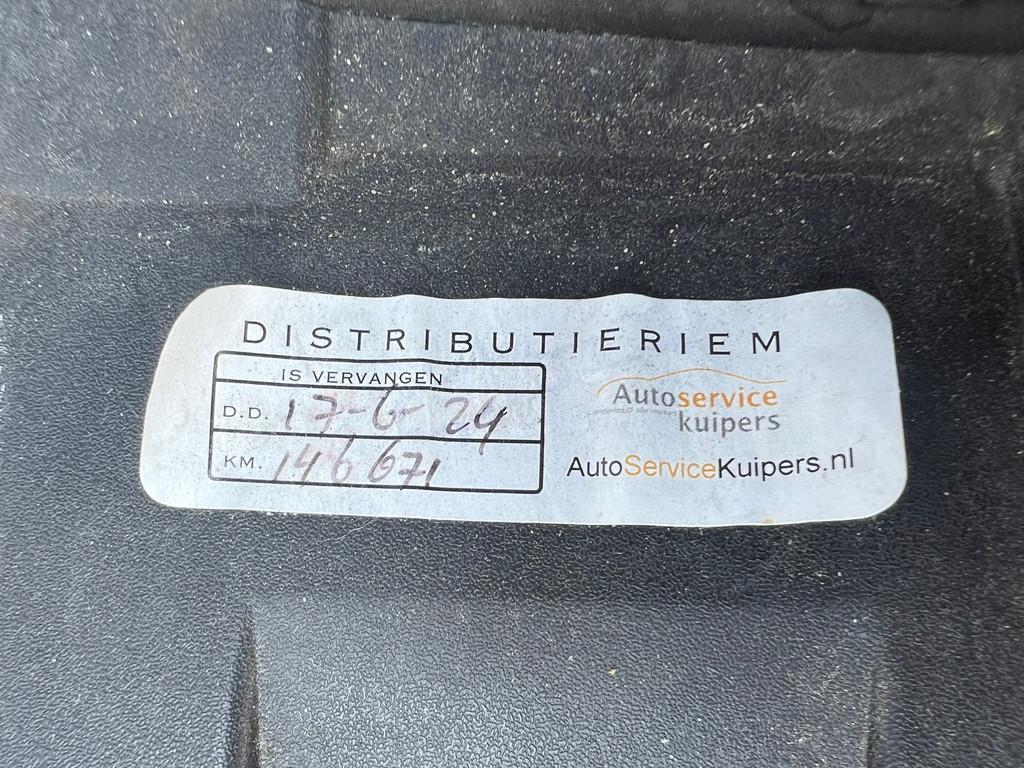 DISTRIBUTIERIEM
IS VERVANGEN
D.D. 17-6-24
KM. 146671
Autoservice
kuipers
AutoServiceKuipers.nl